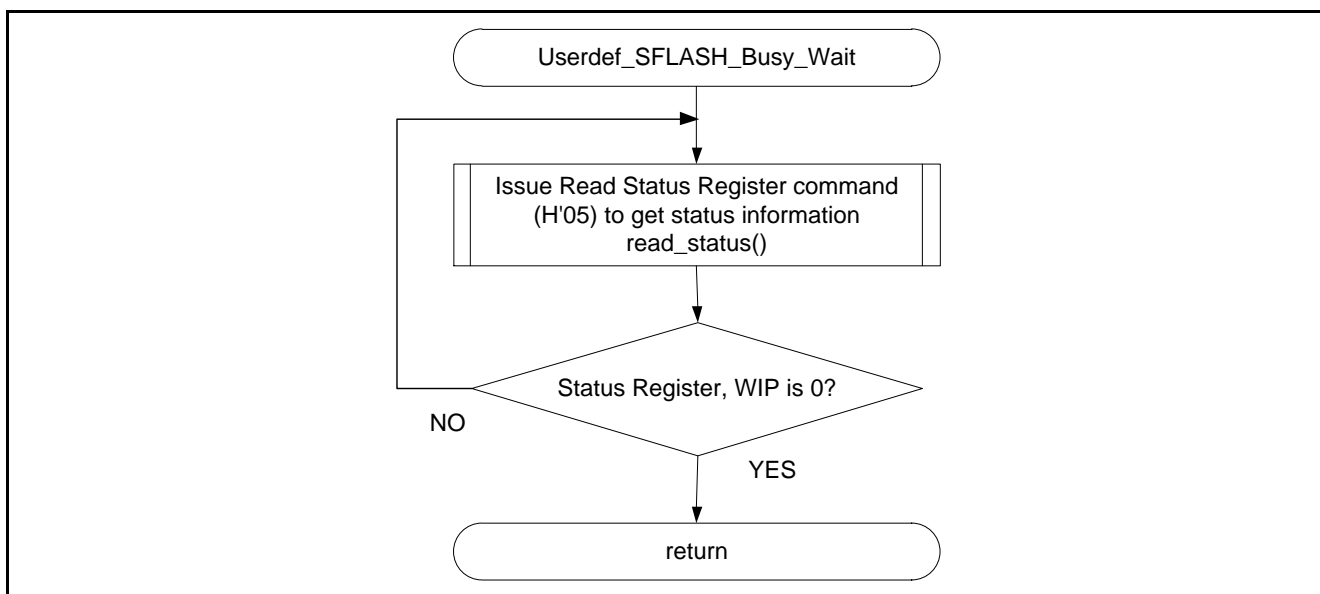 Userdef_SFLASH_Busy_Wait
Issue Read Status Register command
(H'05) to get status information
read_status()
Status Register, WIP is 0?
NO
YES
return